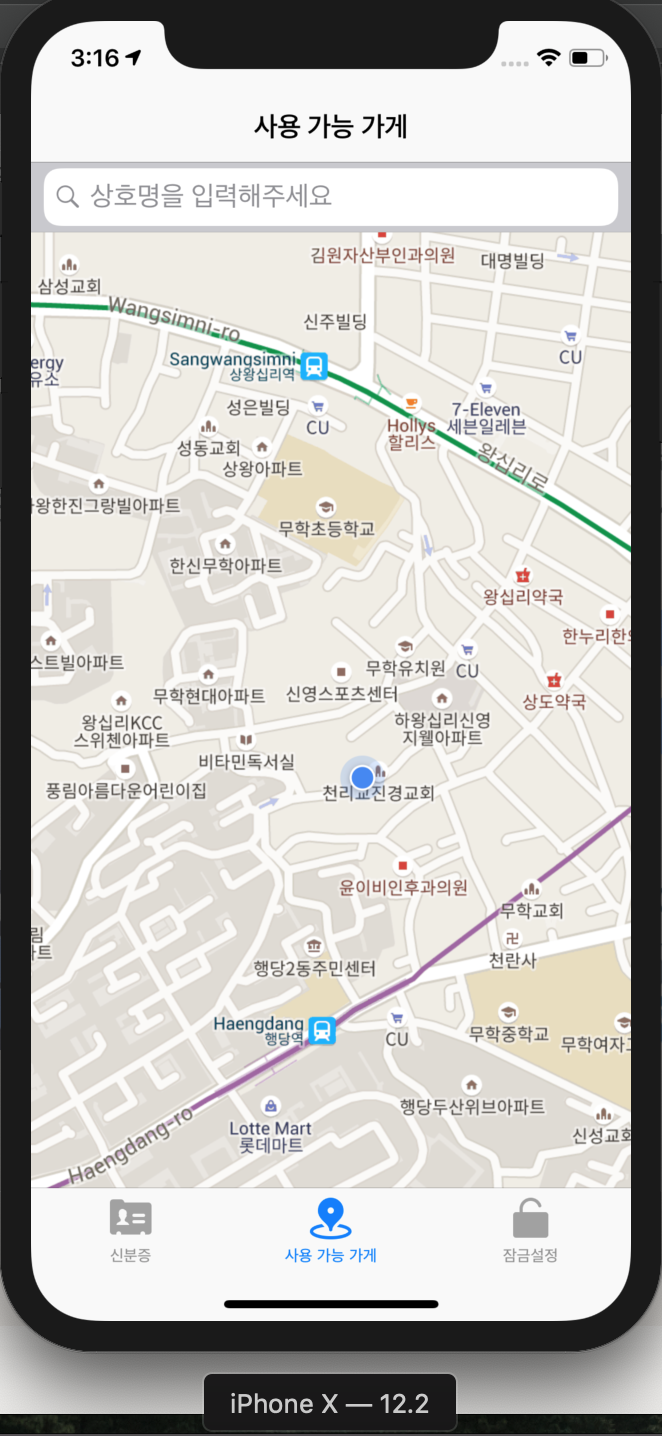 3:16
사용 가능 가게
상호명을 입력해주세요
김원자산부인과의원
대명빌딩
삼성교회
Wangsimni-ro
신주빌딩
CU
ergy
유소
Sangwangsimni
상왕십리역
성은빌딩
CU
7-Eleven
세븐일레븐
Hollys
할리스
성동교회
상왕아파트
왕십리로
왕한진그랑빌아파트
무학초등학교
한신무학아파트
왕십리약국
한누리한의
스트빌아파트
무학유치원
CU
신영스포츠센터
무학현대아파트
상도약국
하왕십리신영
지웰아파트
왕십리KCC
스위첸아파트
비타민독서실
풍림아름다운어린이집
천리교진경교회
윤이비인후과의원
무학교회
림
트
천란사
행당2동주민센터
Haengdang
행당역
CU
무학중학교
무학여자고
행당두산위브아파트
Lotte Mart
롯데마트
신성교회
Haengdang-ro
신분증
사용 가능 가게
잠금설정
iPhone X — 12.2